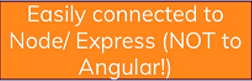 Easily connected to
Node/ Express (NOT to
Angular!)